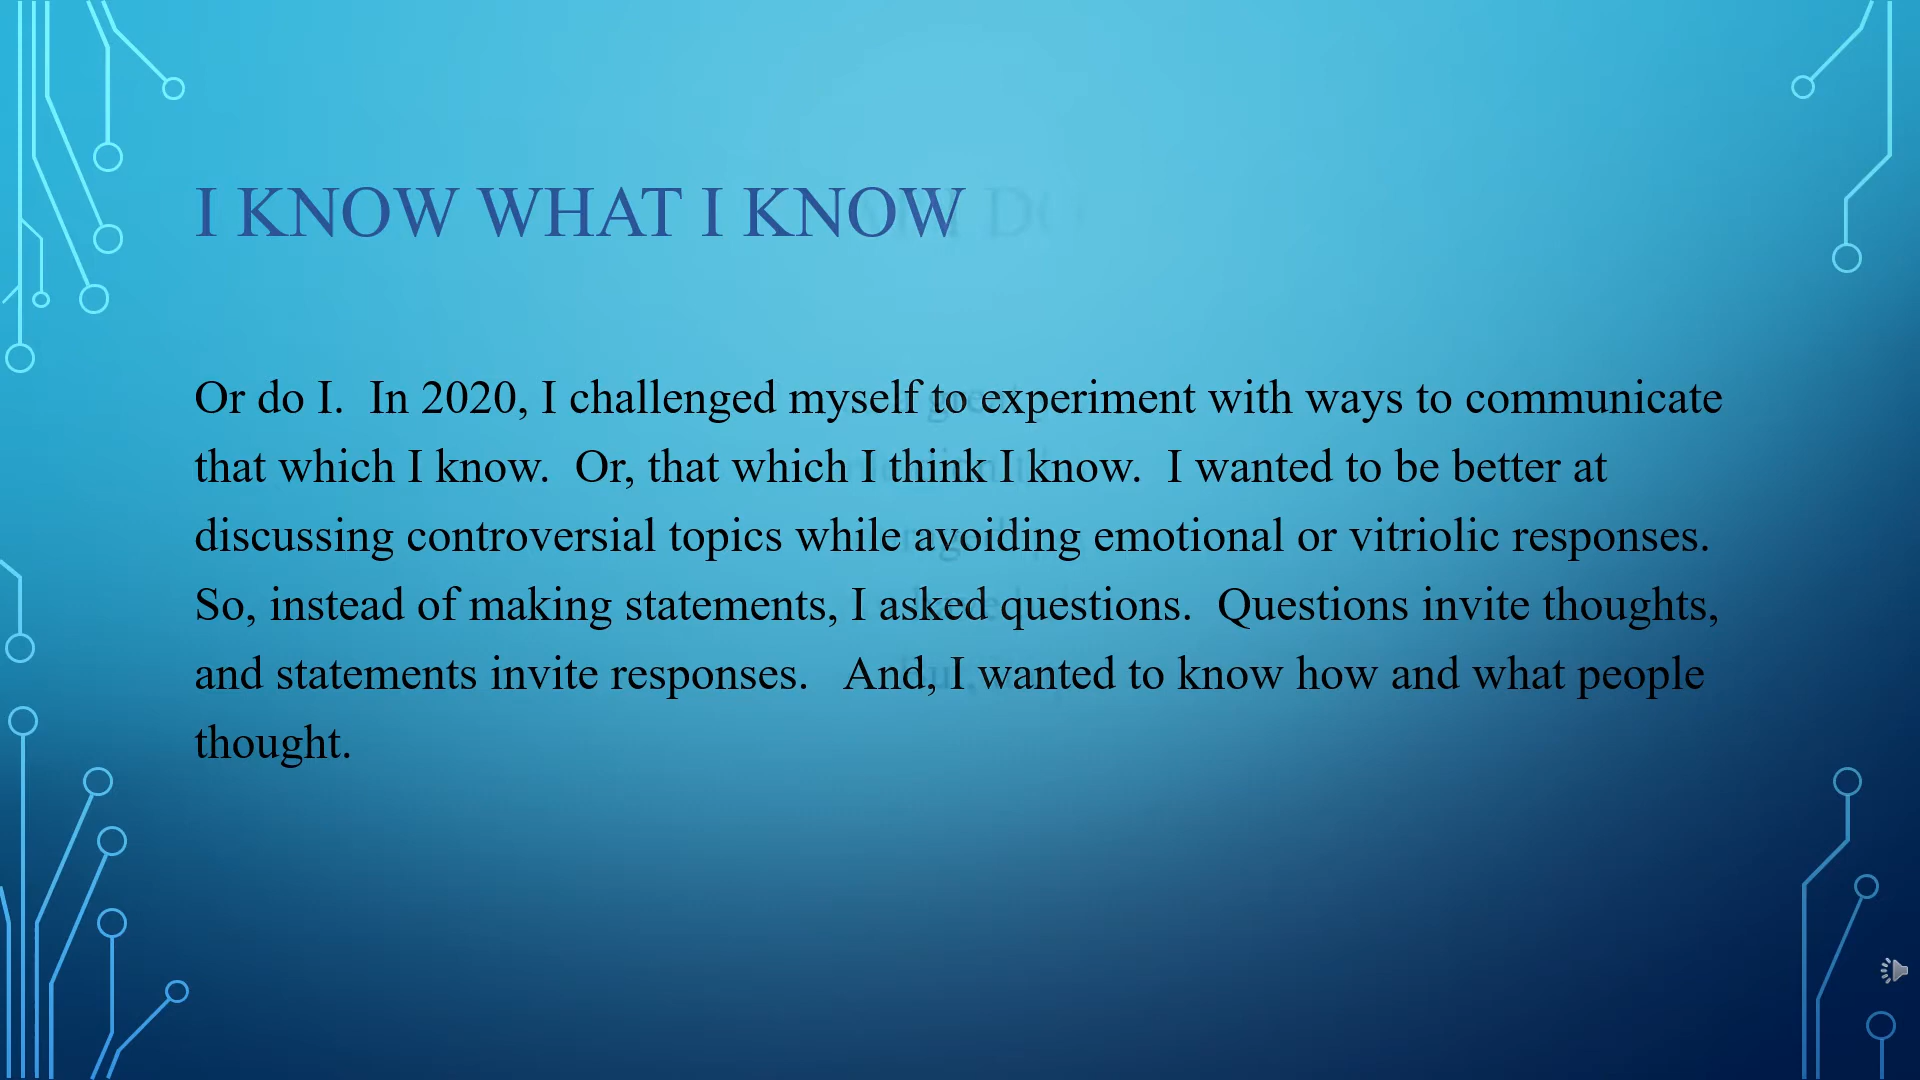 I KNOW WHAT I KNOW
Or do I.  In 2020, I challenged myself to experiment with ways to communicate
that which I know.  Or, that which I think I know.  I wanted to be better at
discussing controversial topics while avoiding emotional or vitriolic responses.
So, instead of making statements, I asked questions.  Questions invite thoughts,
and statements invite responses.   And, I wanted to know how and what people
thought.